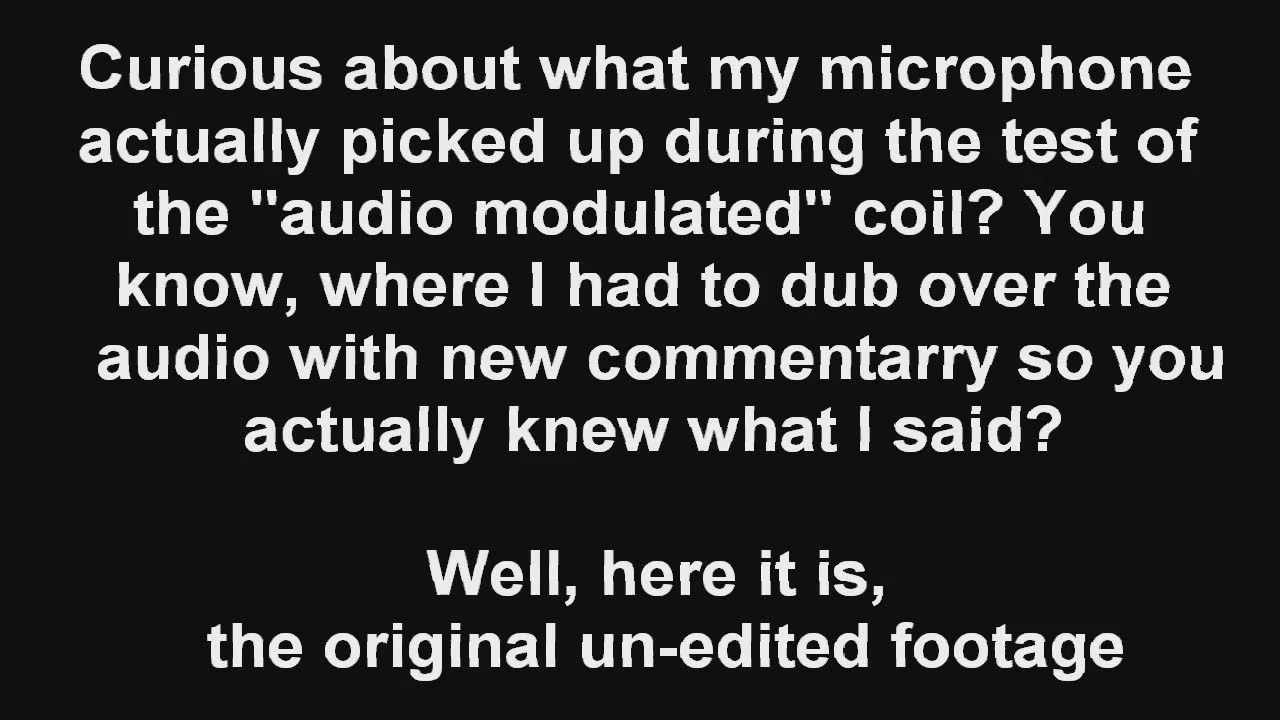 Curious about what my microphone
actually picked up during the test of
the "audio modulated" coil? You
know, where I had to dub over the
audio with new commentarry so you
actually knew what I said?
Well, here it is,
the original un-edited footage